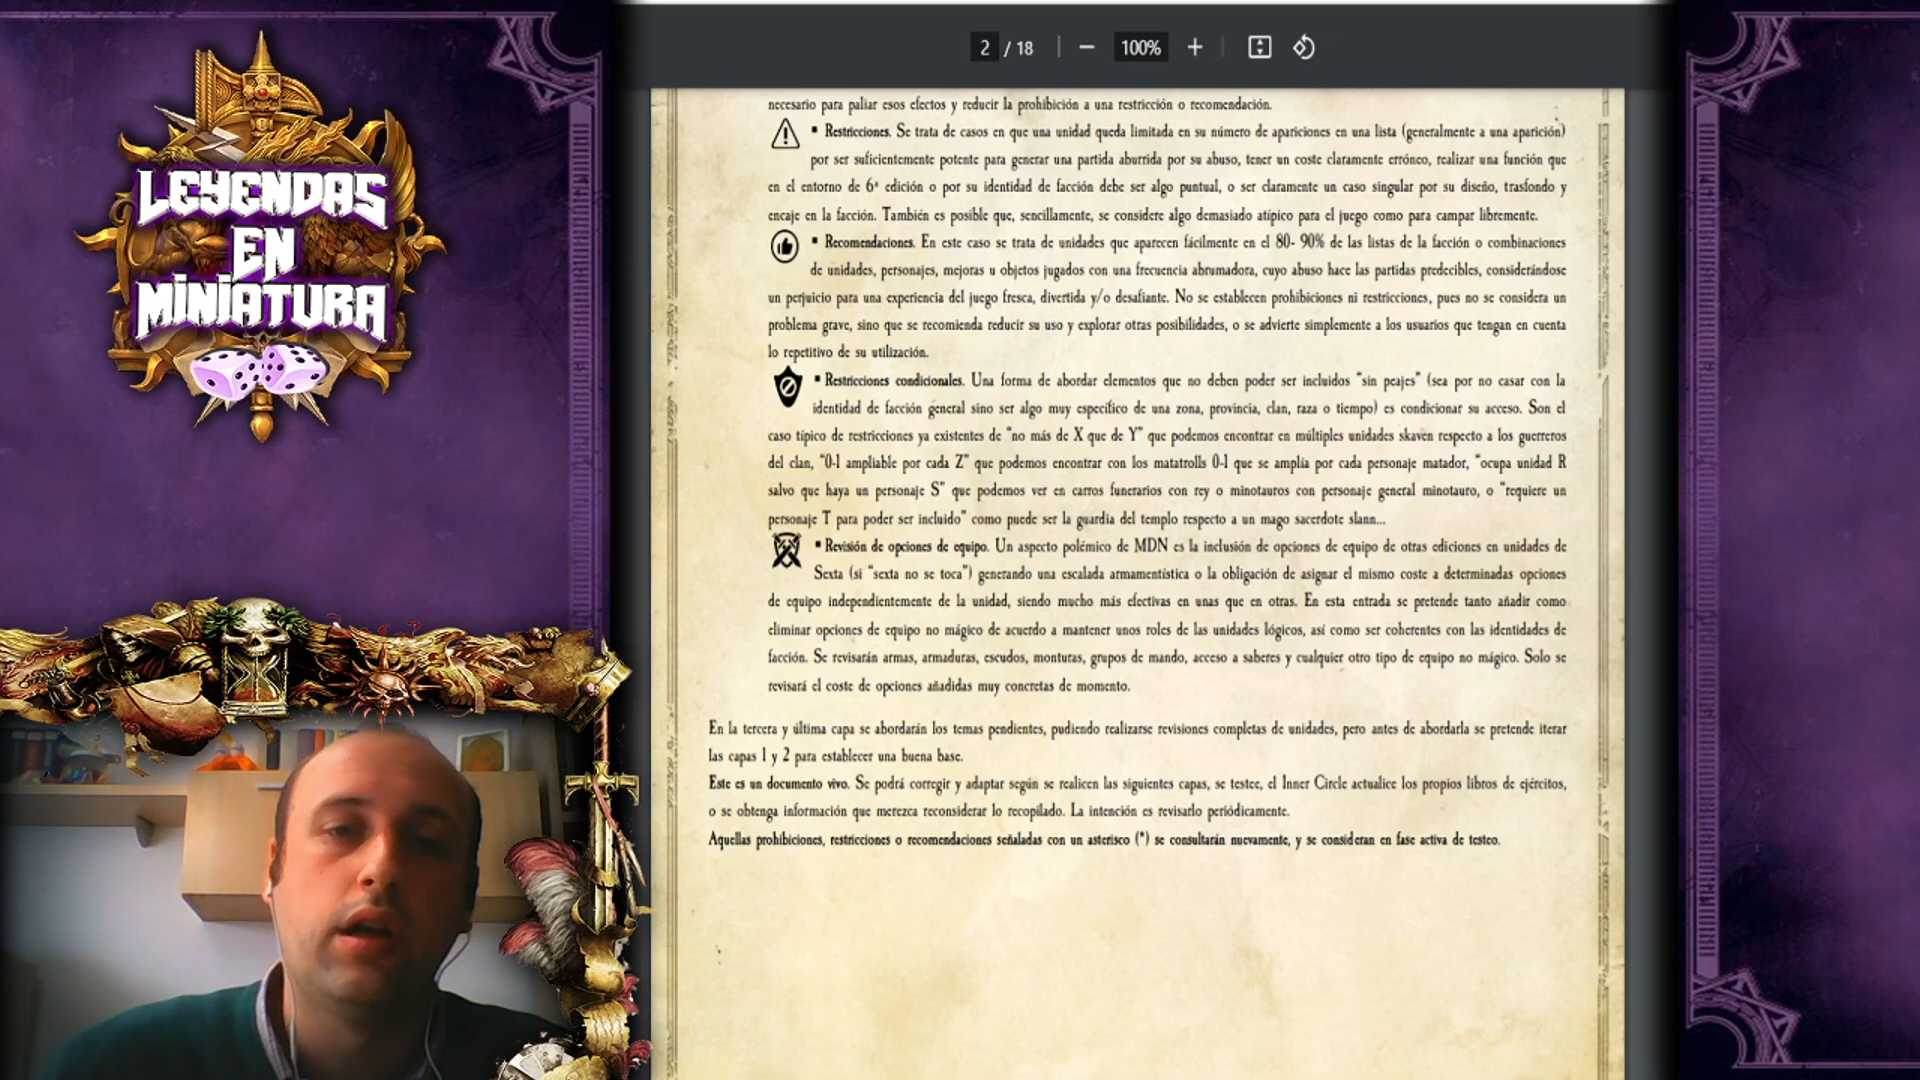 LEYENDAS
EN
MINIATURA
2 / 18
100%
necesario para paliar esos efectos y reducir la prohibición a una restricción o recomendación.
▪ Restricciones. Se trata de casos en que una unidad queda limitada en su número de apariciones en una lista (generalmente a una aparición)
por ser suficientemente potente para generar una partida aburrida por su abuso, tener un coste claramente erróneo, realizar una función que
en el entorno de 6ª edición o por su identidad de facción debe ser algo puntual, o ser claramente un caso singular por su diseño, trasfondo y
encaje en la facción. También es posible que, sencillamente, se considere algo demasiado atípico para el juego como para campar libremente.
▪ Recomendaciones. En este caso se trata de unidades que aparecen fácilmente en el 80- 90% de las listas de la facción o combinaciones
de unidades, personajes, mejoras u objetos jugados con una frecuencia abrumadora, cuyo abuso hace las partidas predecibles, considerándose
un perjuicio para una experiencia del juego fresca, divertida y/o desafiante. No se establecen prohibiciones ni restricciones, pues no se considera un
problema grave, sino que se recomienda reducir su uso y explorar otras posibilidades, o se advierte simplemente a los usuarios que tengan en cuenta
lo repetitivo de su utilización.
▪ Restricciones condicionales. Una forma de abordar elementos que no deben poder ser incluidos "sin peajes" (sea por no casar con la
identidad de facción general sino ser algo muy específico de una zona, provincia, clan, raza o tiempo) es condicionar su acceso. Son el
caso típico de restricciones ya existentes de "no más de X que de Y" que podemos encontrar en múltiples unidades skaven respecto a los guerreros
del clan, "0-1 ampliable por cada Z" que podemos encontrar con los matatrolls 0-1 que se amplía por cada personaje matador, "ocupa unidad R
salvo que haya un personaje S" que podemos ver en carros funerarios con rey o minotauros con personaje general minotauro, o "requiere un
personaje T para poder ser incluido" como puede ser la guardia del templo respecto a un mago sacerdote slann...
▪ Revisión de opciones de equipo. Un aspecto polémico de MDN es la inclusión de opciones de equipo de otras ediciones en unidades de
Sexta (si "sexta no se toca") generando una escalada armamentística o la obligación de asignar el mismo coste a determinadas opciones
de equipo independientemente de la unidad, siendo mucho más efectivas en unas que en otras. En esta entrada se pretende tanto añadir como
eliminar opciones de equipo no mágico de acuerdo a mantener unos roles de las unidades lógicos, así como ser coherentes con las identidades de
facción. Se revisarán armas, armaduras, escudos, monturas, grupos de mando, acceso a saberes y cualquier otro tipo de equipo no mágico. Solo se
revisará el coste de opciones añadidas muy concretas de momento.
En la tercera y última capa se abordarán los temas pendientes, pudiendo realizarse revisiones completas de unidades, pero antes de abordarla se pretende iterar
las capas 1 y 2 para establecer una buena base.
Este es un documento vivo. Se podrá corregir y adaptar según se realicen las siguientes capas, se testee, el Inner Circle actualice los propios libros de ejércitos,
o se obtenga información que merezca reconsiderar lo recopilado. La intención es revisarlo periódicamente.
Aquellas prohibiciones, restricciones o recomendaciones señaladas con un asterisco (*) se consultarán nuevamente, y se consideran en fase activa de testeo.